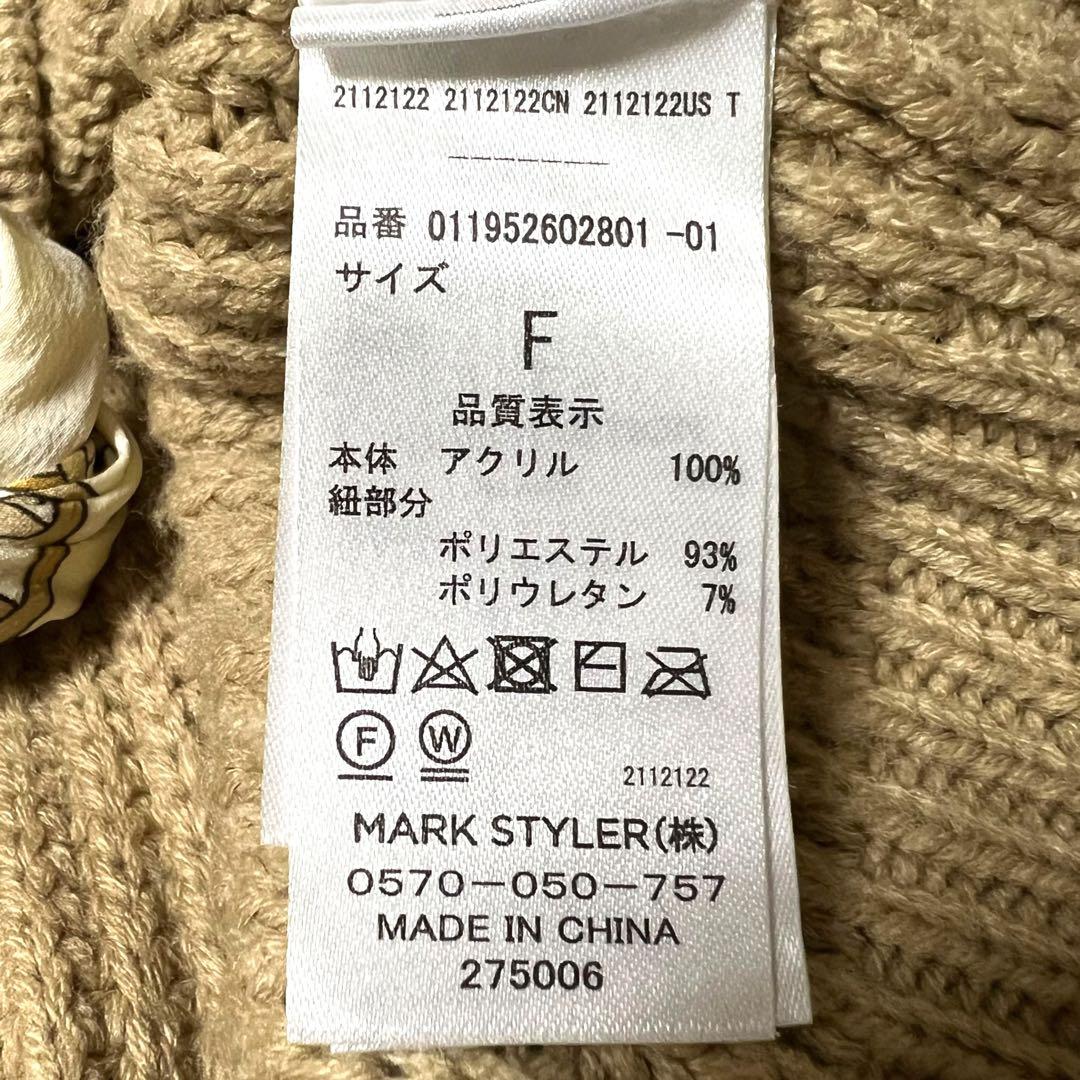 2112122 2112122CN 2112122US T
-------
品番 011952602801 -01
サイズ
F
品質表示
本体 アクリル 100%
紐部分
ポリエステル 93%
ポリウレタン 7%
F W
2112122
MARK STYLER(株)
0570-050-757
MADE IN CHINA
275006